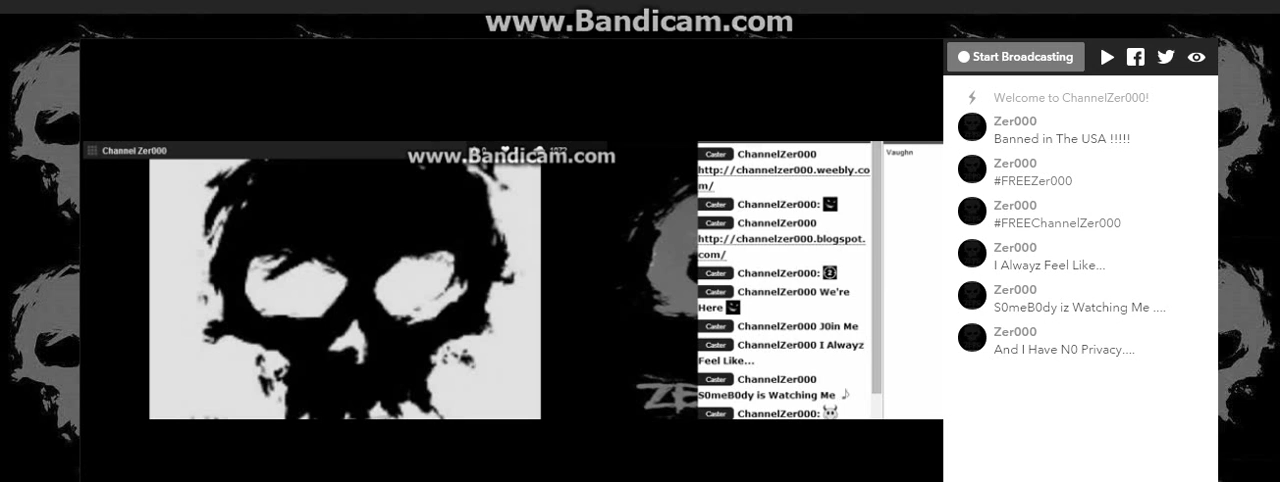 www.Bandicam.com
Start Broadcasting
Welcome to ChannelZer000!
Zer000
Banned in The USA !!!!!
Zer000
#FREEZer000
Zer000
#FREEChannelZer000
Zer000
I Alwayz Feel Like...
Zer000
S0meB0dy iz Watching Me ....
Zer000
And I Have N0 Privacy....
Channel Zer000
www.Bandicam.com
Caster ChannelZer000
http://channelzer000.weebly.co
m/
Caster ChannelZer000:
Caster ChannelZer000
http://channelzer000.blogspot.
com/
Caster ChannelZer000:
Caster ChannelZer000 We're
Here
Caster ChannelZer000 J0in Me
Caster ChannelZer000 I Alwayz
Feel Like...
Caster ChannelZer000
S0meB0dy is Watching Me ♪
Caster ChannelZer000:
Vaughn